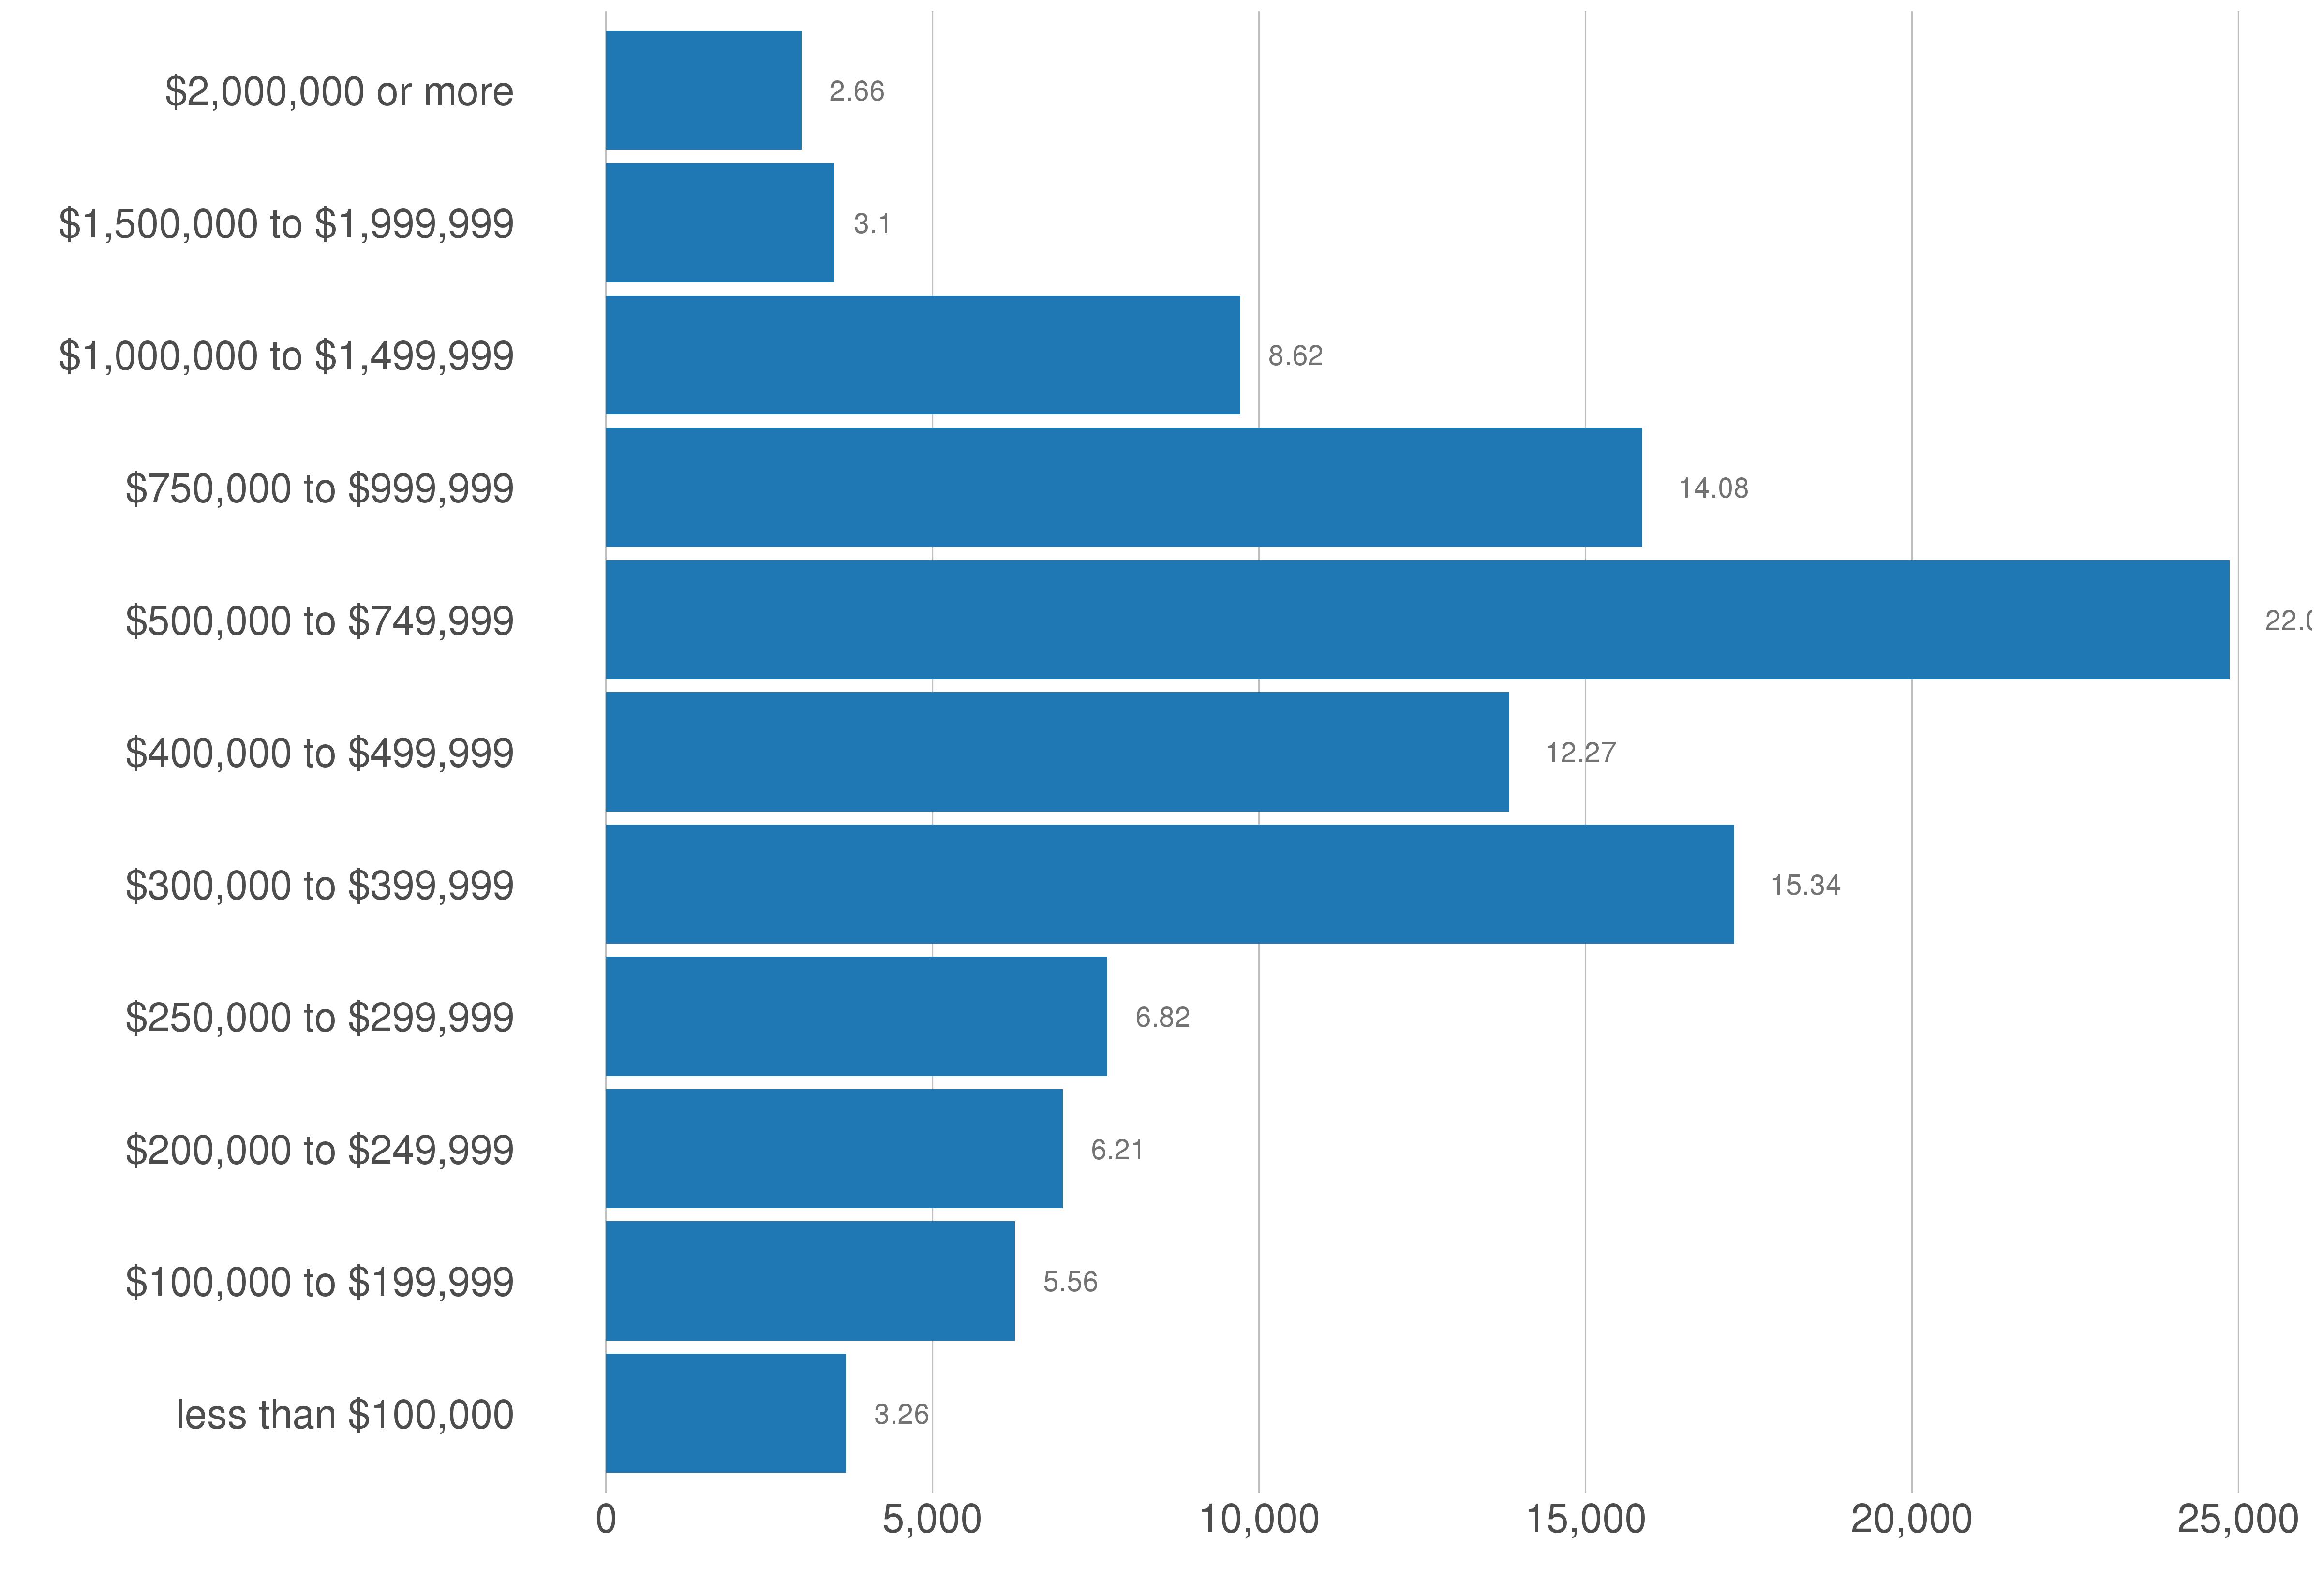 $2,000,000 or more 2.66
$1,500,000 to $1,999,999 3.1
$1,000,000 to $1,499,999 8.62
$750,000 to $999,999 14.08
$500,000 to $749,999
$400,000 to $499,999 12.27
$300,000 to $399,999 15.34
$250,000 to $299,999 6.82
$200,000 to $249,999 6.21
$100,000 to $199,999 5.56
less than $100,000 3.26
0 5,000 10,000 15,000 20,000 25,000